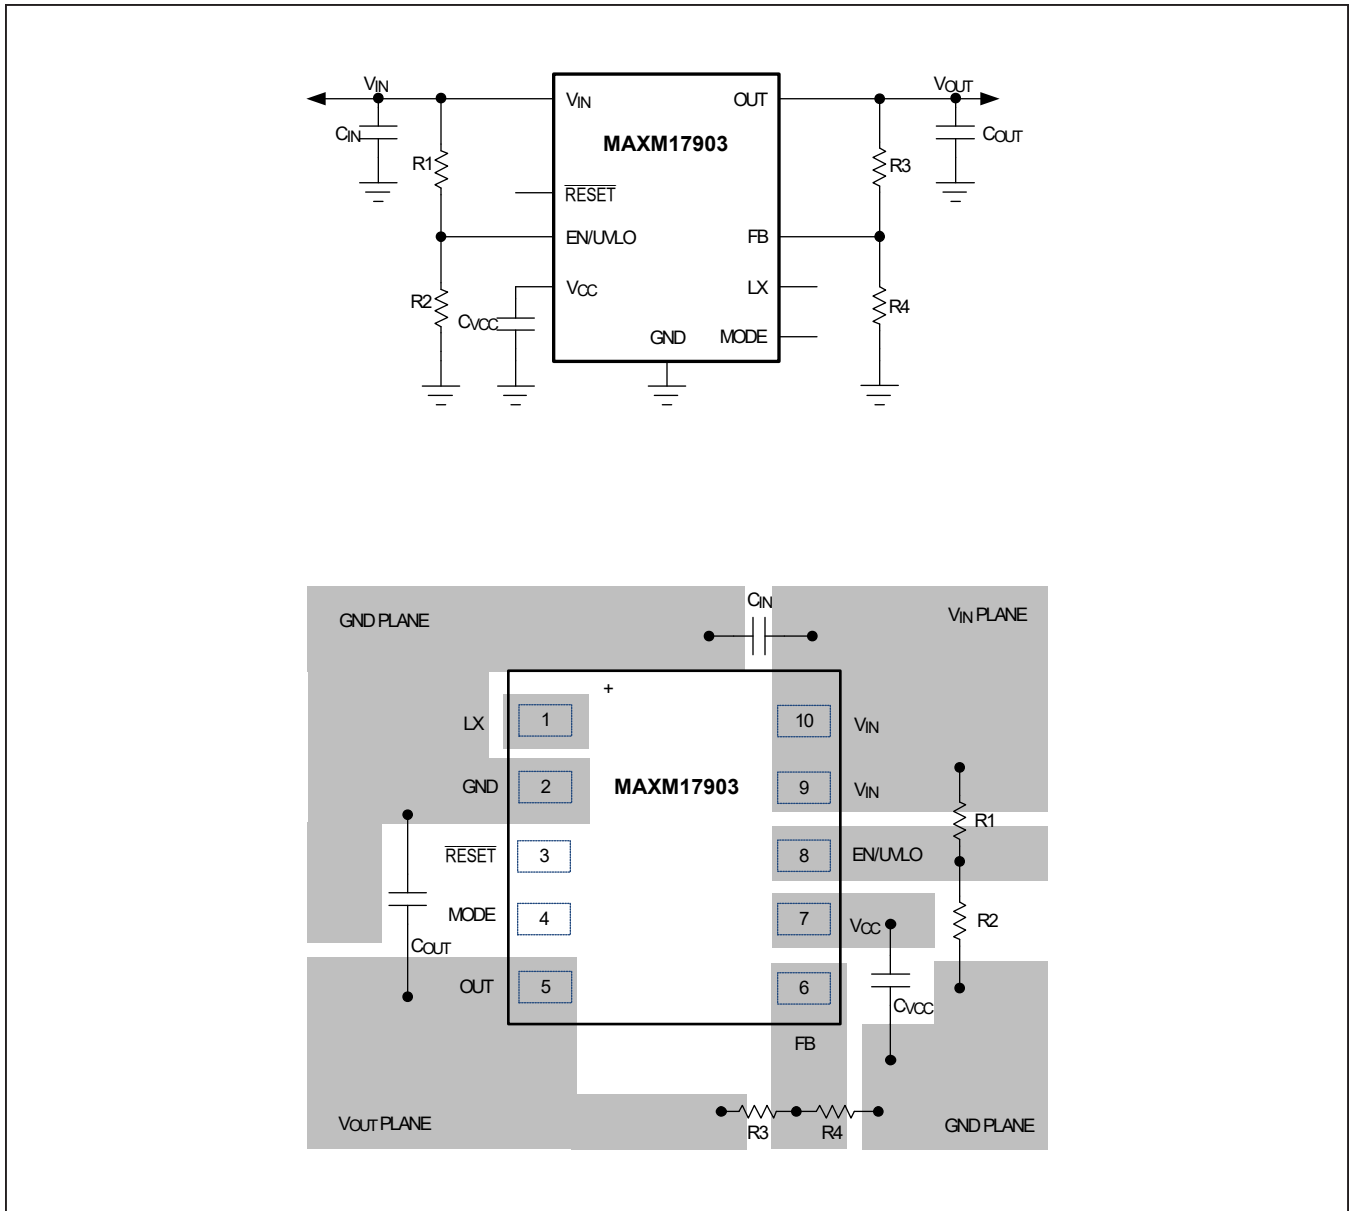 VIN
VOUT
VIN
OUT
MAXM17903
CIN
COUT
R1
R3
RESET
EN/UVLO
FB
VCC
LX
R2
R4
CVCC
GND
MODE
CIN
GND PLANE
VIN PLANE
+
LX
1
10
VIN
GND
2
MAXM17903
9
VIN
R1
RESET
3
8
EN/UVLO
MODE
4
7
VCC
R2
COUT
OUT
5
6
CVCC
FB
VOUT PLANE
R3
R4
GND PLANE